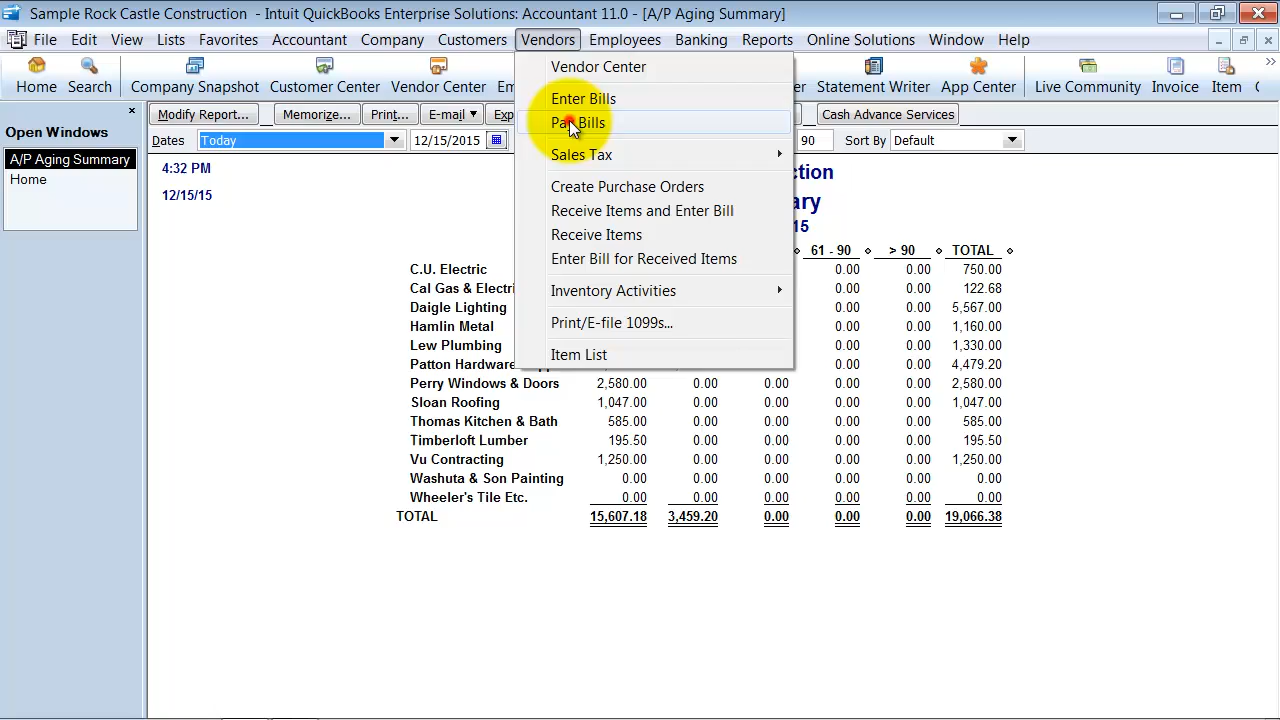 Sample Rock Castle Construction - Intuit QuickBooks Enterprise Solutions: Accountant 11.0 - [A/P Aging Summary]
File Edit View Lists Favorites Accountant Company Customers Vendors Employees Banking Reports Online Solutions Window Help
Home Search Company Snapshot Customer Center Vendor Center Statement Writer App Center Live Community Invoice Item
Vendor Center
Enter Bills
Pay Bills
Sales Tax
Create Purchase Orders
Receive Items and Enter Bill
Receive Items
Enter Bill for Received Items
Inventory Activities
Print/E-file 1099s...
Item List
Open Windows
A/P Aging Summary
Home
Modify Report... Memorize... Print... E-mail Exp Cash Advance Services
Dates Today 12/15/2015 90 Sort By Default
4:32 PM ction
ary
12/15/15 15
61 - 90 > 90 TOTAL
C.U. Electric 0.00 0.00 750.00
Cal Gas & Electri 0.00 0.00 122.68
Daigle Lighting 0.00 0.00 5,567.00
Hamlin Metal 0.00 0.00 1,160.00
Lew Plumbing 0.00 0.00 1,330.00
Patton Hardware 0.00 0.00 4,479.20
Perry Windows & Doors 2,580.00 0.00 0.00 0.00 0.00 2,580.00
Sloan Roofing 1,047.00 0.00 0.00 0.00 0.00 1,047.00
Thomas Kitchen & Bath 585.00 0.00 0.00 0.00 0.00 585.00
Timberloft Lumber 195.50 0.00 0.00 0.00 0.00 195.50
Vu Contracting 1,250.00 0.00 0.00 0.00 0.00 1,250.00
Washuta & Son Painting 0.00 0.00 0.00 0.00 0.00 0.00
Wheeler's Tile Etc. 0.00 0.00 0.00 0.00 0.00 0.00
TOTAL 15,607.18 3,459.20 0.00 0.00 0.00 19,066.38